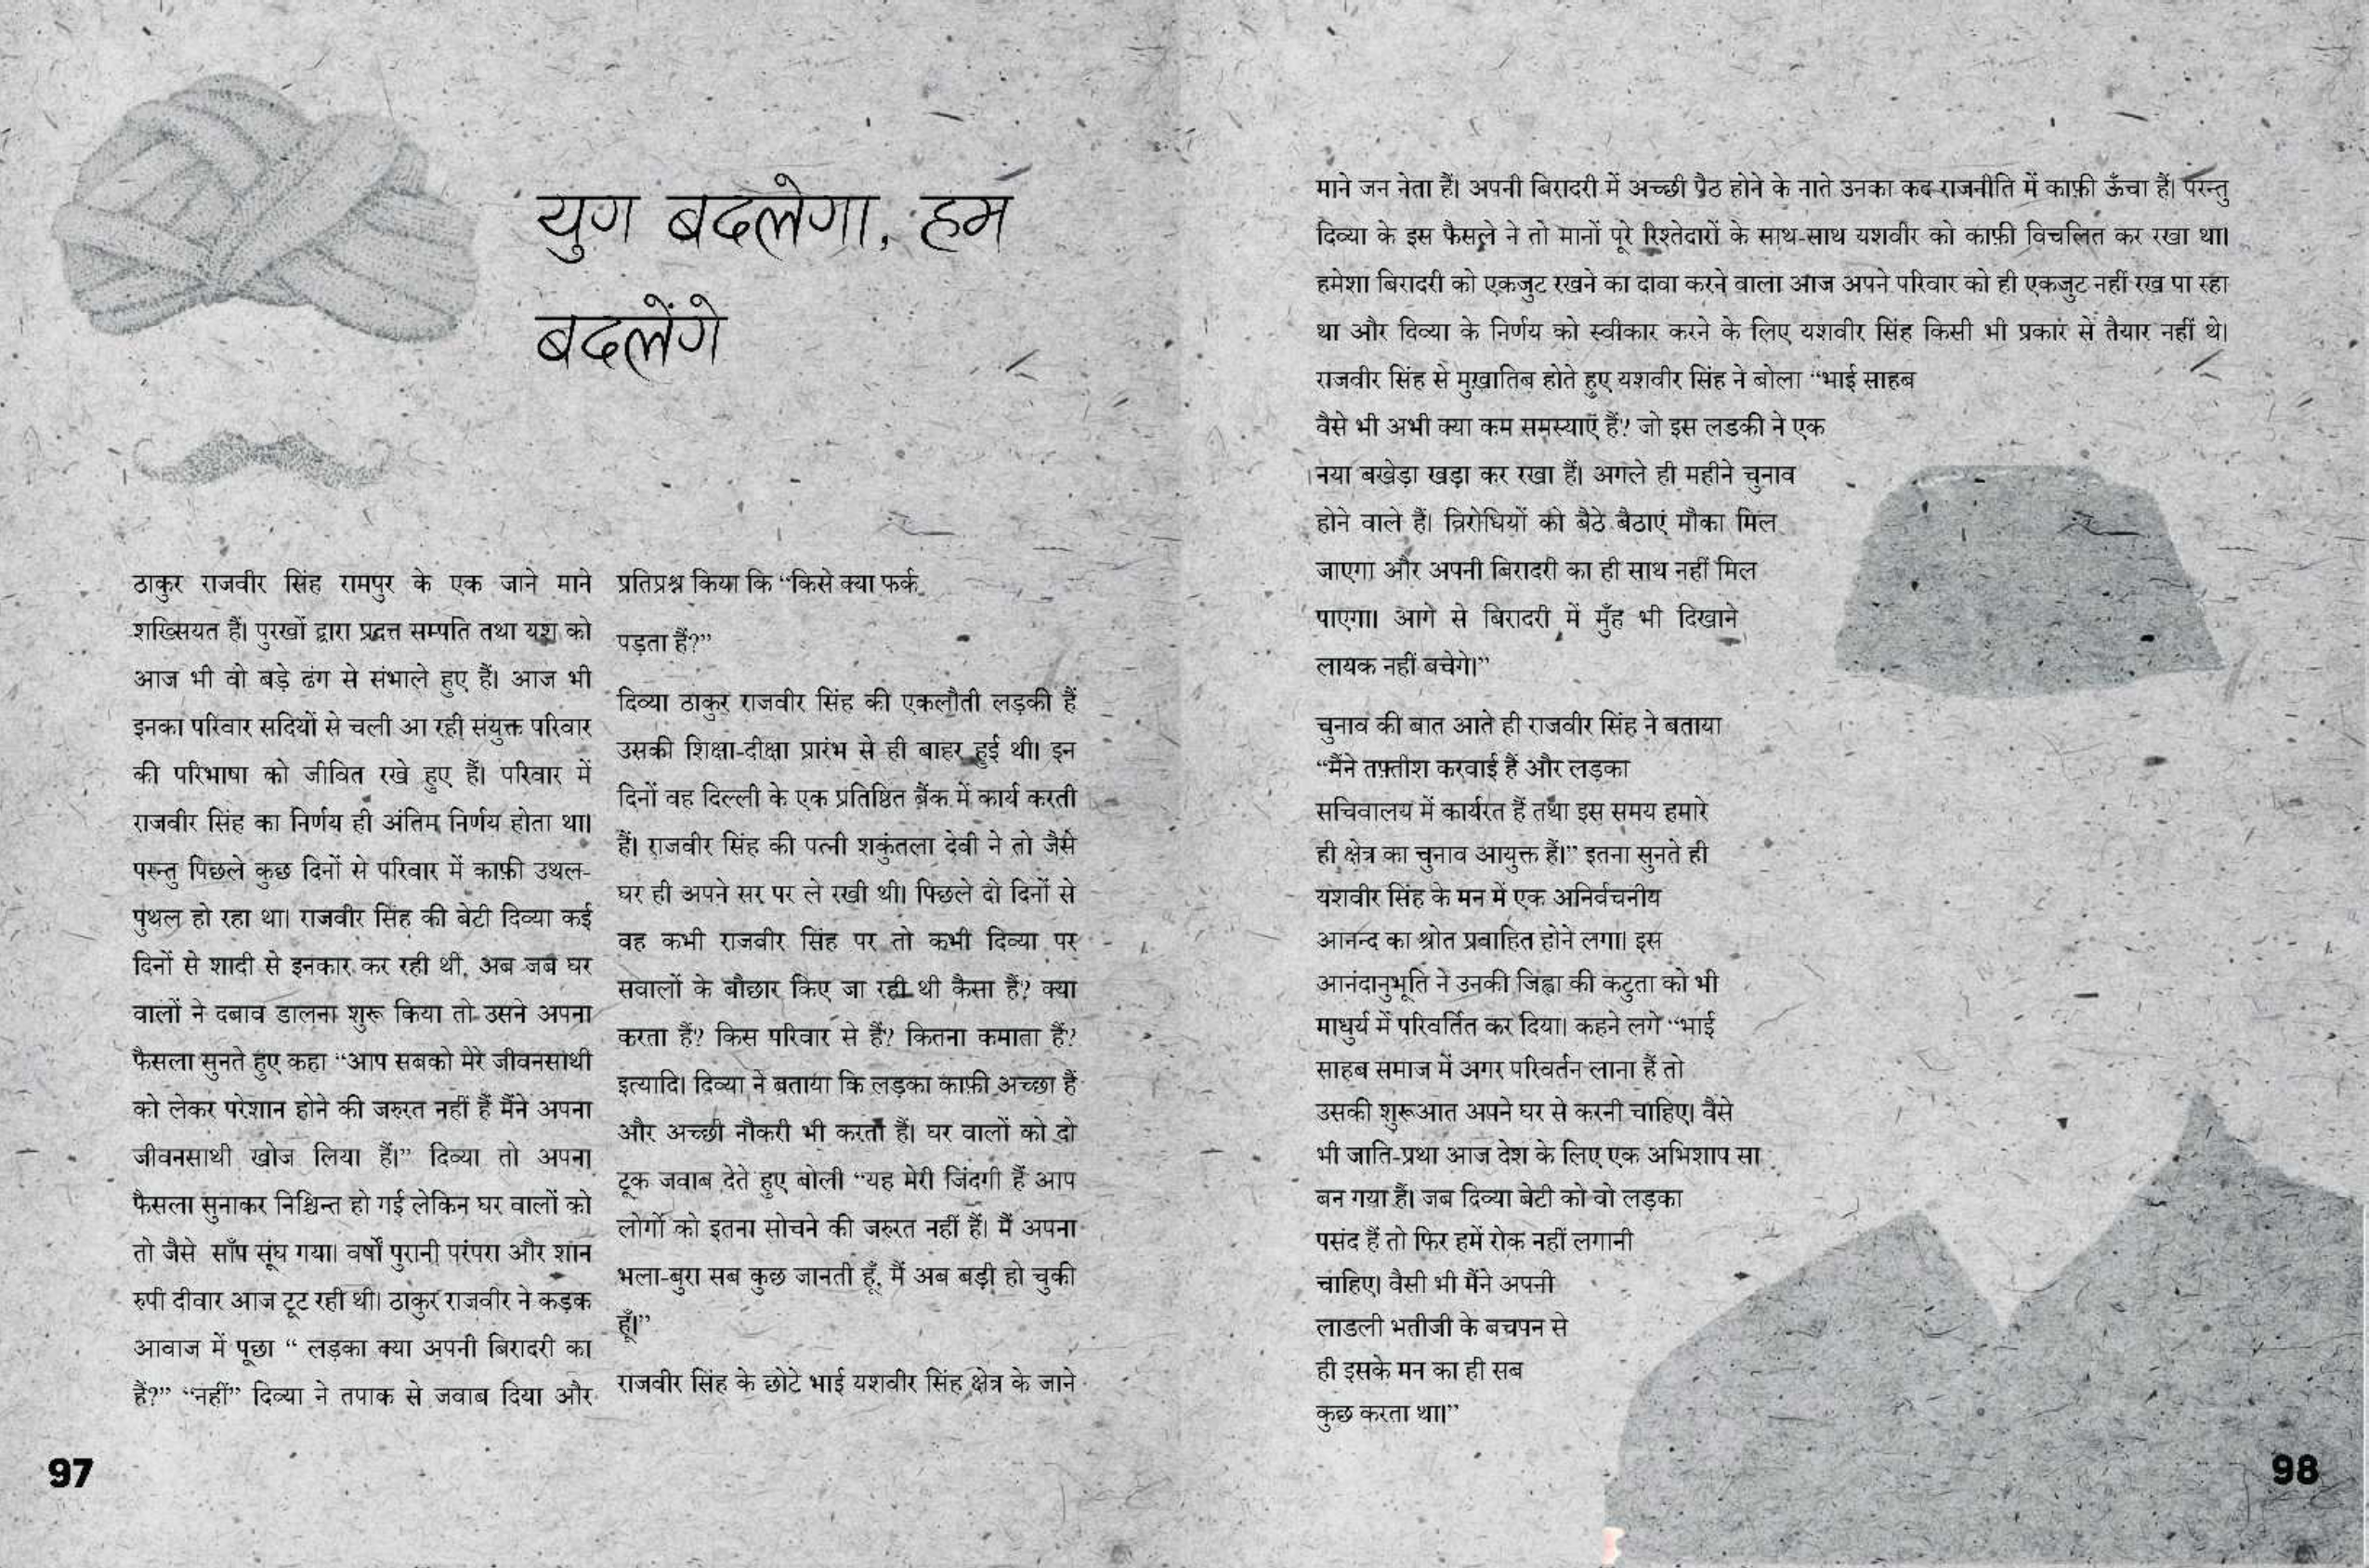 युग बदलेगा, हम
बदलेंगे
ठाकुर राजवीर सिंह रामपुर के एक जाने माने
शख्सियत हैं। पुरखों द्वारा प्रदत्त सम्पति तथा यश को
आज भी वो बड़े ढंग से संभाले हुए हैं। आज भी
इनका परिवार सदियों से चली आ रही संयुक्त परिवार
की परिभाषा को जीवित रखे हुए हैं। परिवार में
राजवीर सिंह का निर्णय ही अंतिम निर्णय होता था।
परन्तु पिछले कुछ दिनों से परिवार में काफ़ी उथल-
पुथल हो रहा था। राजवीर सिंह की बेटी दिव्या कई
दिनों से शादी से इनकार कर रही थी, अब जब घर
वालों ने दबाव डालना शुरू किया तो उसने अपना
फैसला सुनते हुए कहा “आप सबको मेरे जीवनसाथी
को लेकर परेशान होने की जरुरत नहीं हैं मैंने अपना
जीवनसाथी खोज लिया हैं।” दिव्या तो अपना
फैसला सुनाकर निश्चिन्त हो गई लेकिन घर वालों को
तो जैसे साँप सूंघ गया। वर्षों पुरानी परंपरा और शान
रुपी दीवार आज टूट रही थी। ठाकुर राजवीर ने कड़क
आवाज में पूछा “ लड़का क्या अपनी बिरादरी का
हैं?” “नहीं” दिव्या ने तपाक से जवाब दिया और
प्रतिप्रश्न किया कि “किसे क्या फर्क
पड़ता हैं?”
दिव्या ठाकुर राजवीर सिंह की एकलौती लड़की हैं
उसकी शिक्षा-दीक्षा प्रारंभ से ही बाहर हुई थी। इन
दिनों वह दिल्ली के एक प्रतिष्ठित बैंक में कार्य करती
हैं। राजवीर सिंह की पत्नी शकुंतला देवी ने तो जैसे
घर ही अपने सर पर ले रखी थी। पिछले दो दिनों से
वह कभी राजवीर सिंह पर तो कभी दिव्या पर
सवालों के बौछार किए जा रही थी कैसा हैं? क्या
करता हैं? किस परिवार से हैं? कितना कमाता हैं?
इत्यादि। दिव्या ने बताया कि लड़का काफ़ी अच्छा हैं
और अच्छी नौकरी भी करता हैं। घर वालों को दो
टूक जवाब देते हुए बोली “यह मेरी जिंदगी हैं आप
लोगों को इतना सोचने की जरुरत नहीं हैं। मैं अपना
भला-बुरा सब कुछ जानती हूँ, मैं अब बड़ी हो चुकी
हूँ।”
राजवीर सिंह के छोटे भाई यशवीर सिंह क्षेत्र के जाने
97
माने जन नेता हैं। अपनी बिरादरी में अच्छी पैठ होने के नाते उनका कद राजनीति में काफ़ी ऊँचा हैं। परन्तु
दिव्या के इस फैसले ने तो मानों पूरे रिश्तेदारों के साथ-साथ यशवीर को काफ़ी विचलित कर रखा था।
हमेशा बिरादरी को एकजुट रखने का दावा करने वाला आज अपने परिवार को ही एकजुट नहीं रख पा रहा
था और दिव्या के निर्णय को स्वीकार करने के लिए यशवीर सिंह किसी भी प्रकार से तैयार नहीं थे।
राजवीर सिंह से मुख़ातिब होते हुए यशवीर सिंह ने बोला “भाई साहब
वैसे भी अभी क्या कम समस्याएँ हैं? जो इस लडकी ने एक
नया बखेड़ा खड़ा कर रखा हैं। अगले ही महीने चुनाव
होने वाले हैं। विरोधियों को बैठे बैठाएं मौका मिल
जाएगा और अपनी बिरादरी का ही साथ नहीं मिल
पाएगा। आगे से बिरादरी में मुँह भी दिखाने
लायक नहीं बचेगे।”
चुनाव की बात आते ही राजवीर सिंह ने बताया
“मैंने तफ़्तीश करवाई हैं और लड़का
सचिवालय में कार्यरत हैं तथा इस समय हमारे
ही क्षेत्र का चुनाव आयुक्त हैं।” इतना सुनते ही
यशवीर सिंह के मन में एक अनिर्वचनीय
आनन्द का श्रोत प्रवाहित होने लगा। इस
आनंदानुभूति ने उनकी जिह्वा की कटुता को भी
माधुर्य में परिवर्तित कर दिया। कहने लगे “भाई
साहब समाज में अगर परिवर्तन लाना हैं तो
उसकी शुरूआत अपने घर से करनी चाहिए। वैसे
भी जाति-प्रथा आज देश के लिए एक अभिशाप सा
बन गया हैं। जब दिव्या बेटी को वो लड़का
पसंद हैं तो फिर हमें रोक नहीं लगानी
चाहिए। वैसी भी मैंने अपनी
लाडली भतीजी के बचपन से
ही इसके मन का ही सब
कुछ करता था।”
98